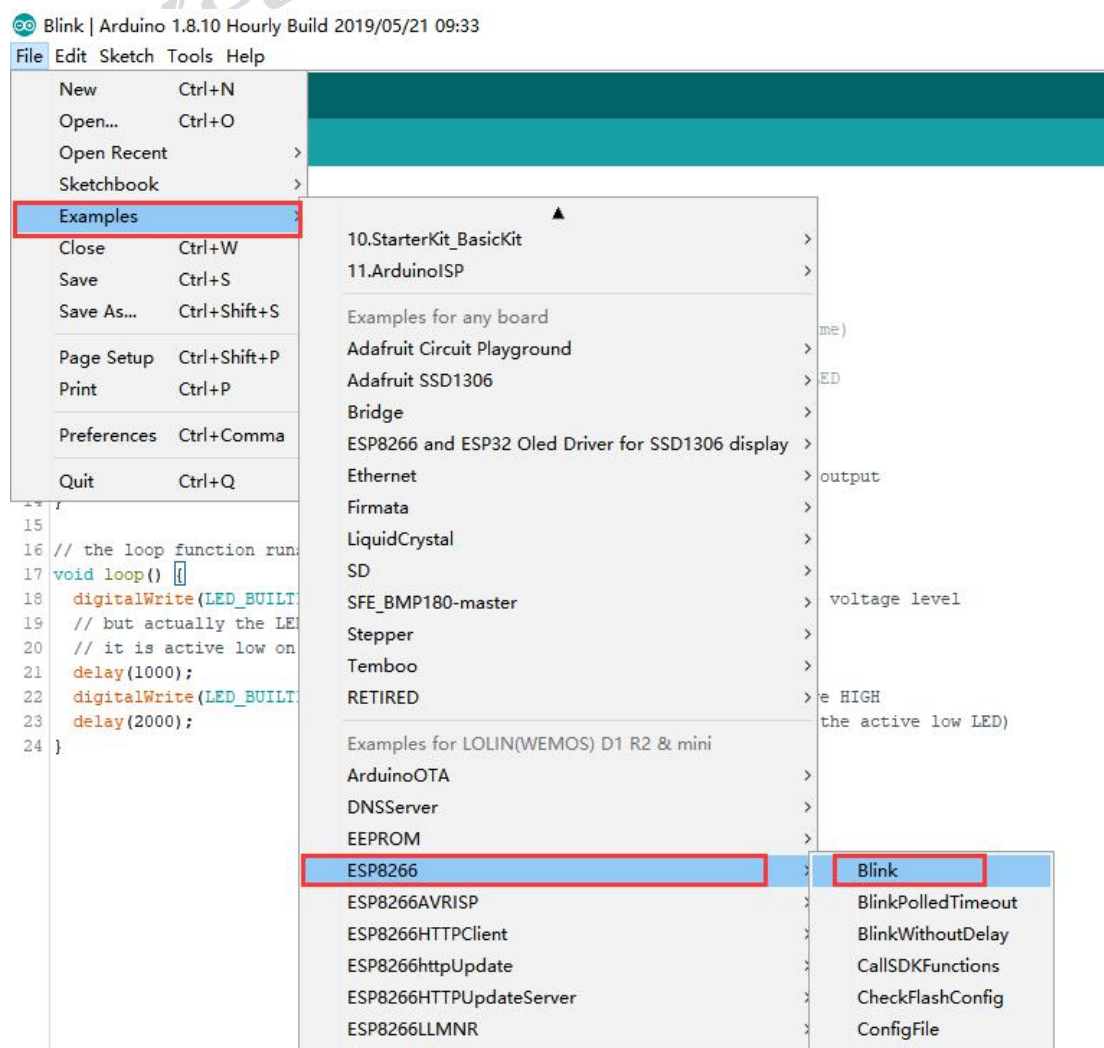 Blink | Arduino 1.8.10 Hourly Build 2019/05/21 09:33
File Edit Sketch Tools Help
New Ctrl+N
Open... Ctrl+O
Open Recent >
Sketchbook >
Examples >
Close Ctrl+W
Save Ctrl+S
Save As... Ctrl+Shift+S
Page Setup Ctrl+Shift+P
Print Ctrl+P
Preferences Ctrl+Comma
Quit Ctrl+Q
10.StarterKit_BasicKit >
11.ArduinoISP >
Examples for any board
Adafruit Circuit Playground >
Adafruit SSD1306 >
Bridge >
ESP8266 and ESP32 Oled Driver for SSD1306 display >
Ethernet >
Firmata >
LiquidCrystal >
SD >
SFE_BMP180-master >
Stepper >
Temboo >
RETIRED >
Examples for LOLIN(WEMOS) D1 R2 & mini
ArduinoOTA >
DNSServer >
EEPROM >
ESP8266 >
ESP8266AVRISP >
ESP8266HTTPClient >
ESP8266httpUpdate >
ESP8266HTTPUpdateServer >
ESP8266LLMNR >
Blink
BlinkPolledTimeout
BlinkWithoutDelay
CallSDKFunctions
CheckFlashConfig
ConfigFile
me)
ED
output
14 }
15
16 // the loop function run
17 void loop() {
18 digitalWrite(LED_BUILT voltage level
19 // but actually the LE
20 // it is active low on
21 delay(1000);
22 digitalWrite(LED_BUILT e HIGH
23 delay(2000); the active low LED)
24 }